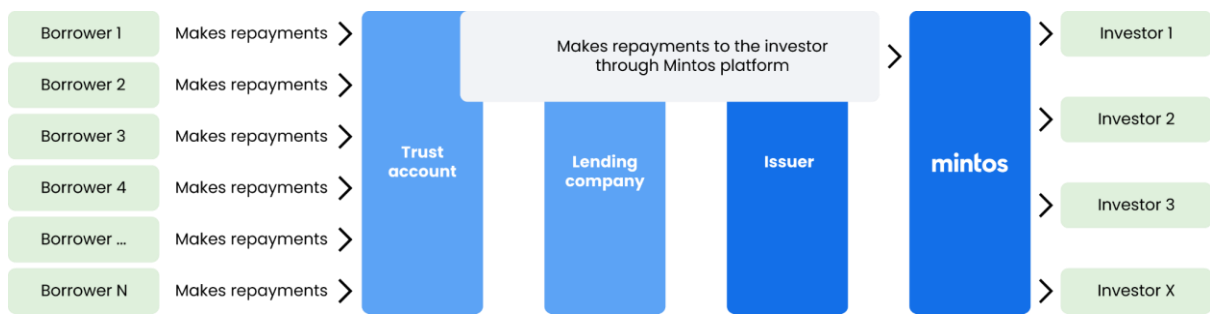 Borrower 1
Makes repayments
Borrower 2
Makes repayments
Borrower 3
Makes repayments
Borrower 4
Makes repayments
Borrower ...
Makes repayments
Borrower N
Makes repayments
Trust
account
Makes repayments to the investor
through Mintos platform
Lending
company
Issuer
mintos
Investor 1
Investor 2
Investor 3
Investor X